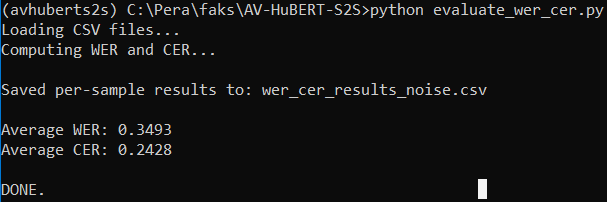 (avhuberts2s) C:\Pera\faks\AV-HuBERT-S2S>python evaluate_wer_cer.py
Loading CSV files...
Computing WER and CER...
Saved per-sample results to: wer_cer_results_noise.csv
Average WER: 0.3493
Average CER: 0.2428
DONE.